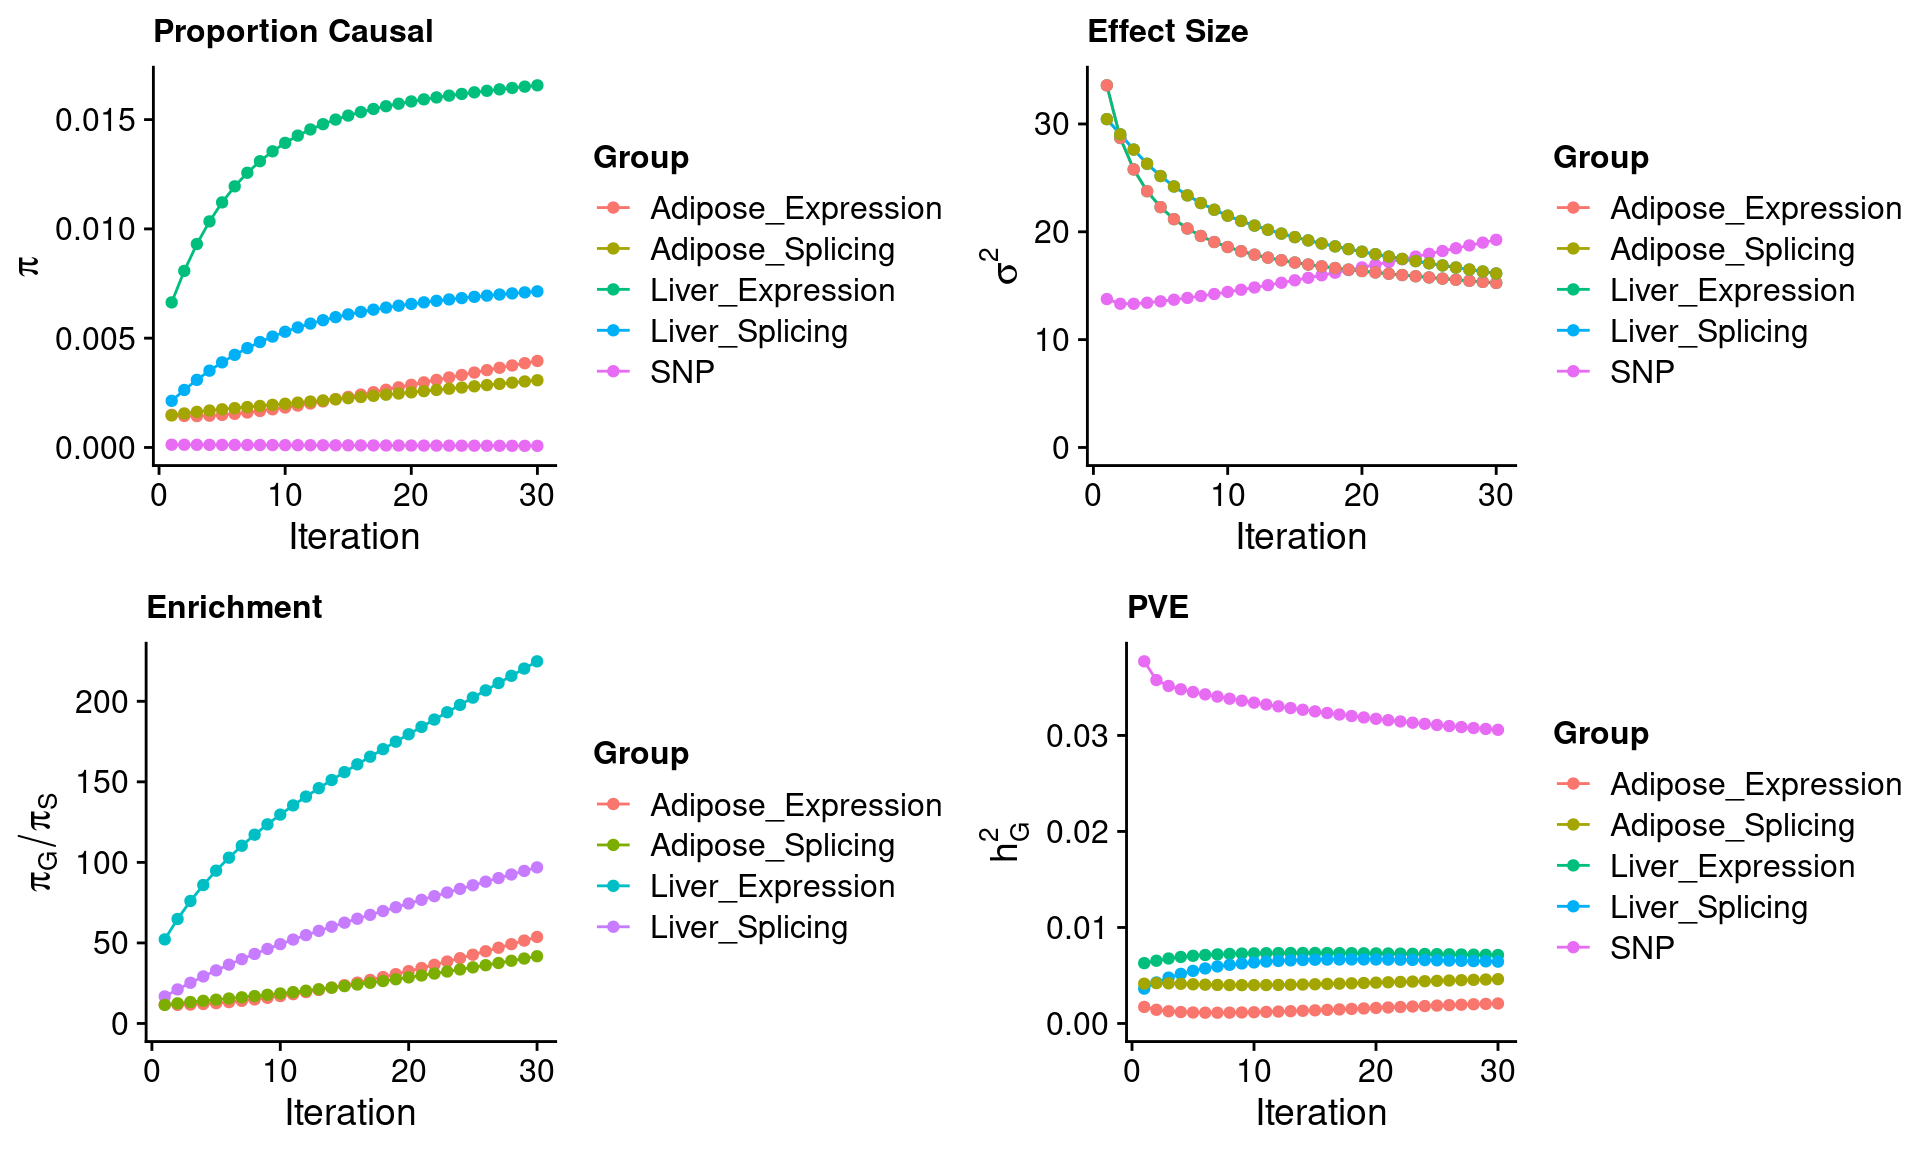 Proportion Causal
π
0.015
0.010
0.005
0.000
0 10 20 30
Iteration
Group
Adipose_Expression
Adipose_Splicing
Liver_Expression
Liver_Splicing
SNP
Effect Size
σ²
30
20
10
0
0 10 20 30
Iteration
Group
Adipose_Expression
Adipose_Splicing
Liver_Expression
Liver_Splicing
SNP
Enrichment
π_G/π_S
200
150
100
50
0
0 10 20 30
Iteration
Group
Adipose_Expression
Adipose_Splicing
Liver_Expression
Liver_Splicing
PVE
h²_G
0.03
0.02
0.01
0.00
0 10 20 30
Iteration
Group
Adipose_Expression
Adipose_Splicing
Liver_Expression
Liver_Splicing
SNP